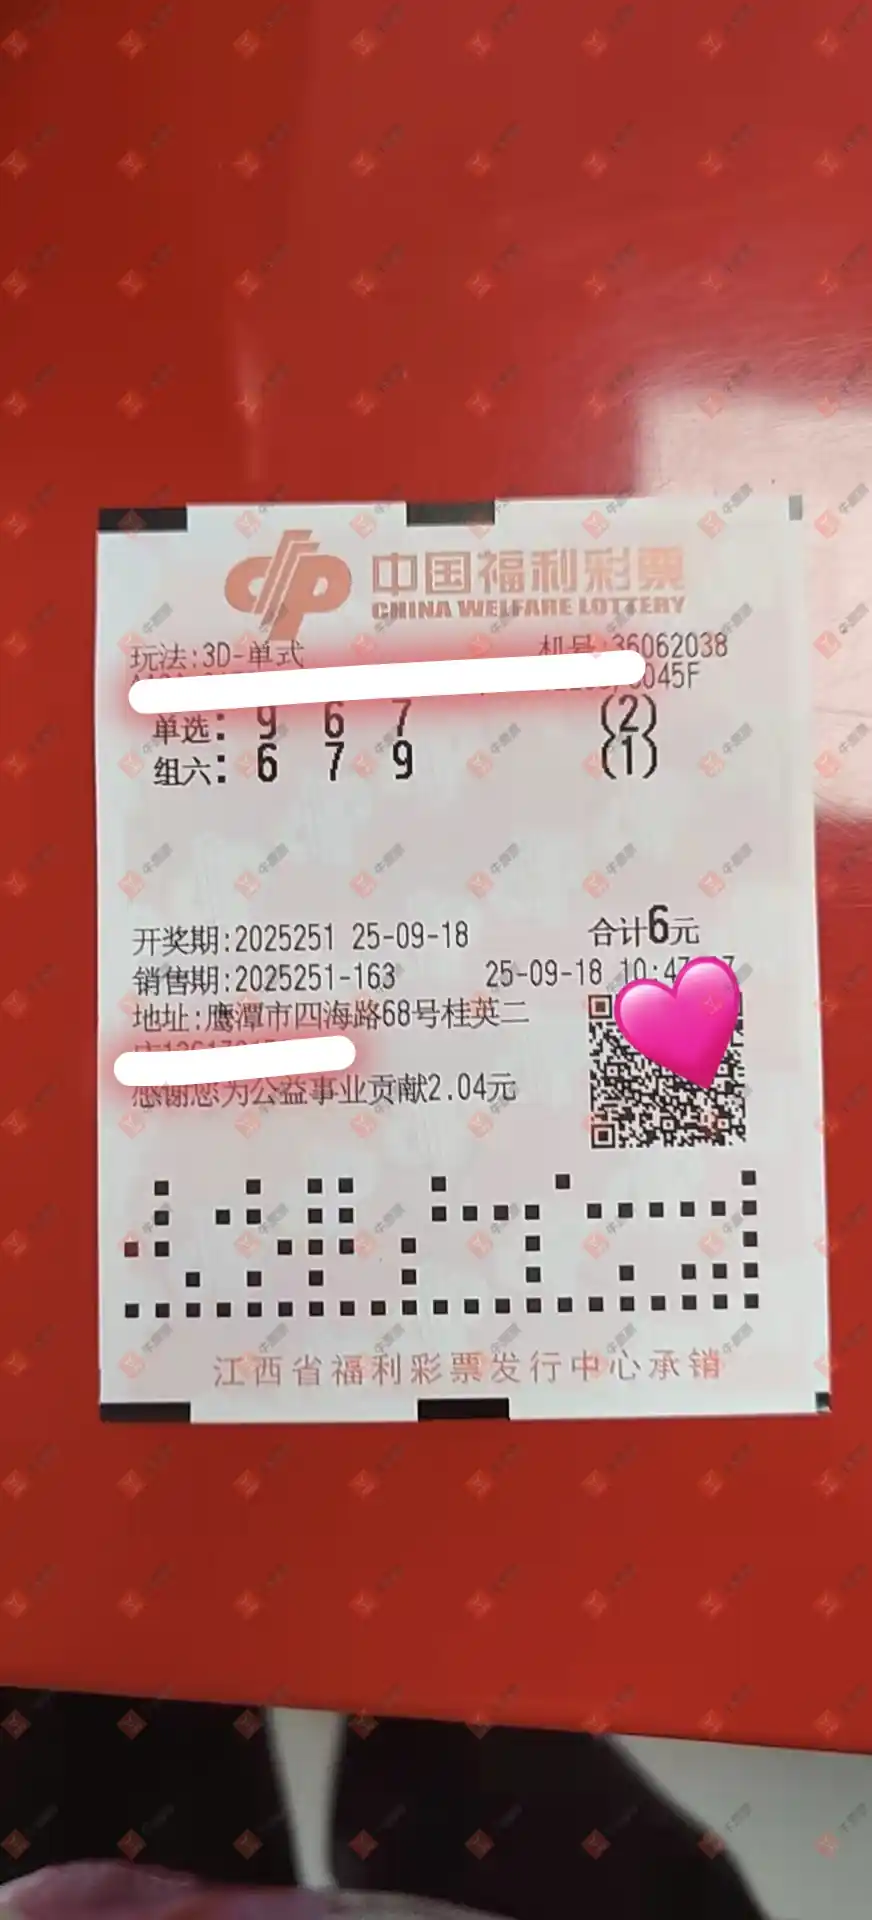 中国福利彩票
CHINA WELFARE LOTTERY
玩法:3D-单式 机号:36062038
045F
单选: 9 6 7 (2)
组六: 6 7 9 (1)
开奖期:2025251 25-09-18 合计6元
销售期:2025251-163 25-09-18 10:47
地址:鹰潭市四海路68号桂英二
感谢您为公益事业贡献2.04元
江西省福利彩票发行中心承销